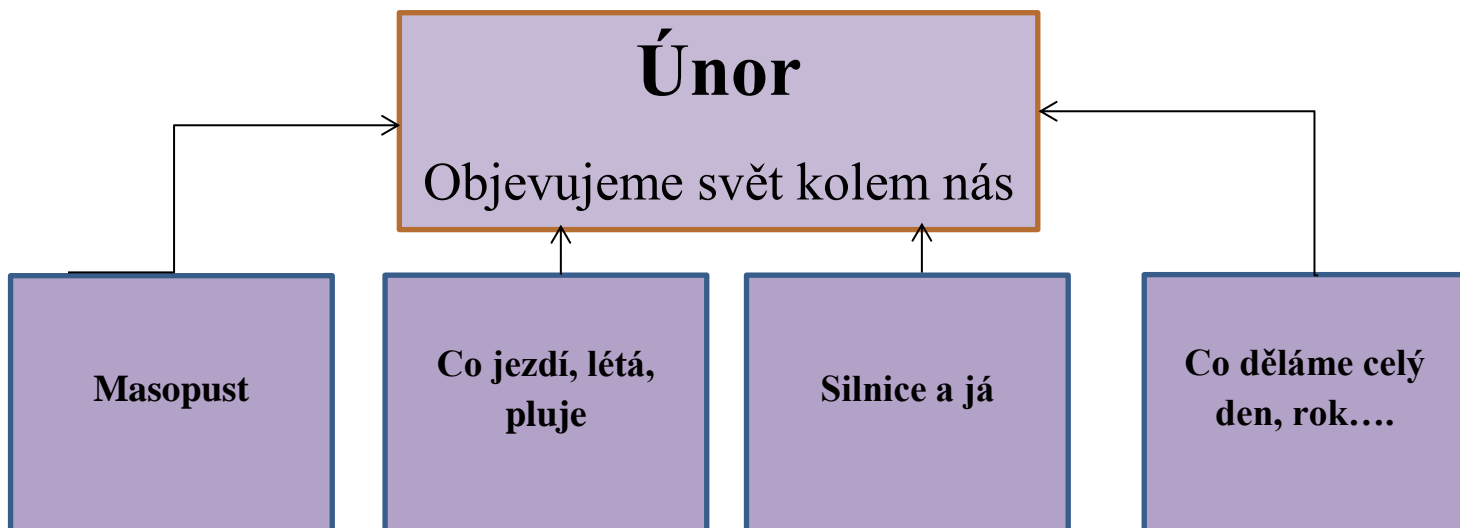 Únor
Objevujeme svět kolem nás
Masopust
Co jezdí, létá,
pluje
Silnice a já
Co děláme celý
den, rok….